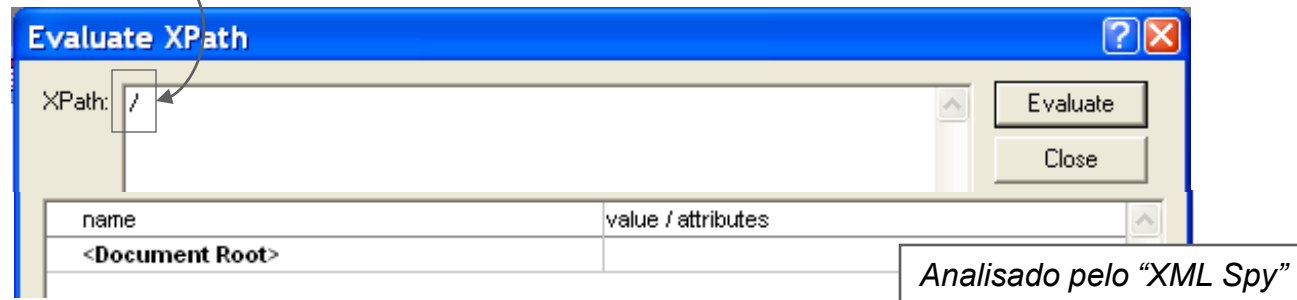 Evaluate XPath
XPath: /
Evaluate
Close
name value / attributes
<Document Root>
Analisado pelo “XML Spy”